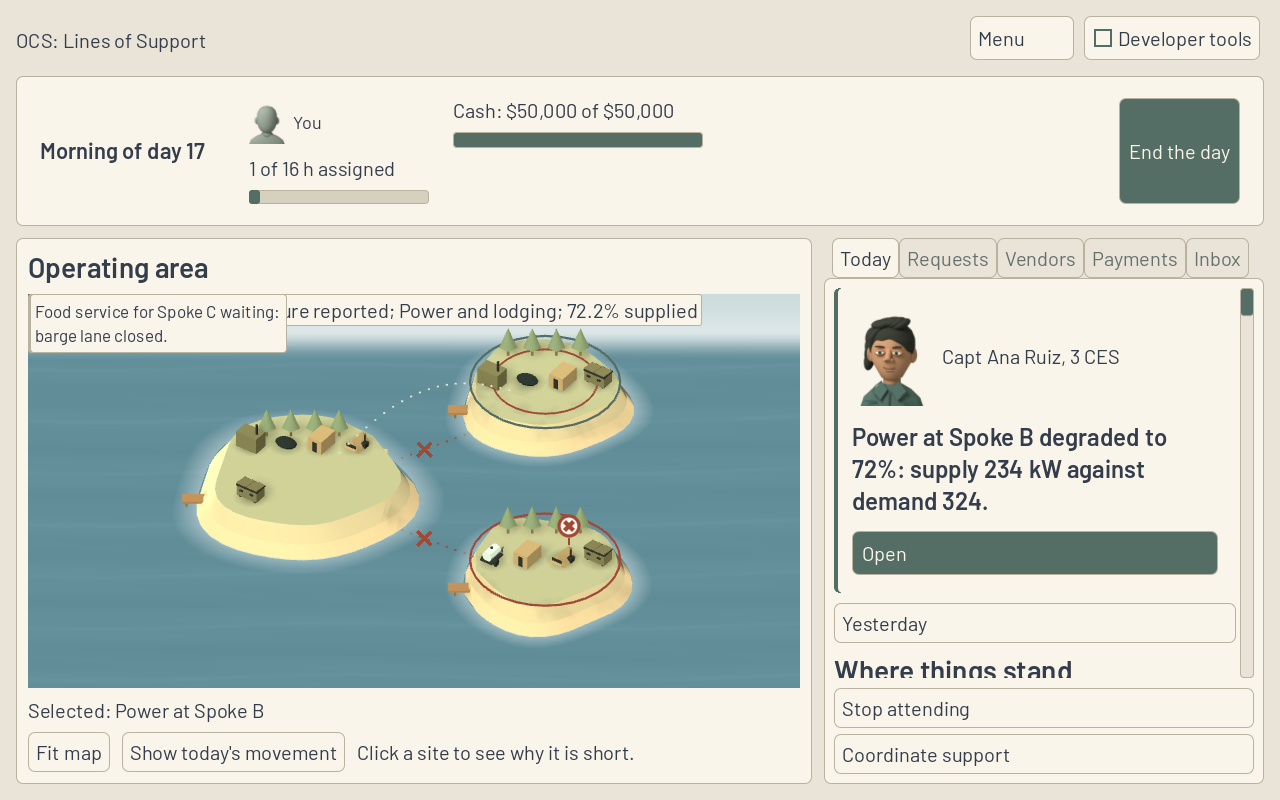 OCS: Lines of Support
Menu
Developer tools
Morning of day 17
You
1 of 16 h assigned
Cash: $50,000 of $50,000
End the day
Operating area
Food service for Spoke C waiting:
barge lane closed.
reported; Power and lodging; 72.2% supplied
Selected: Power at Spoke B
Fit map
Show today's movement
Click a site to see why it is short.
Today
Requests
Vendors
Payments
Inbox
Capt Ana Ruiz, 3 CES
Power at Spoke B degraded to
72%: supply 234 kW against
demand 324.
Open
Yesterday
Where things stand
Stop attending
Coordinate support